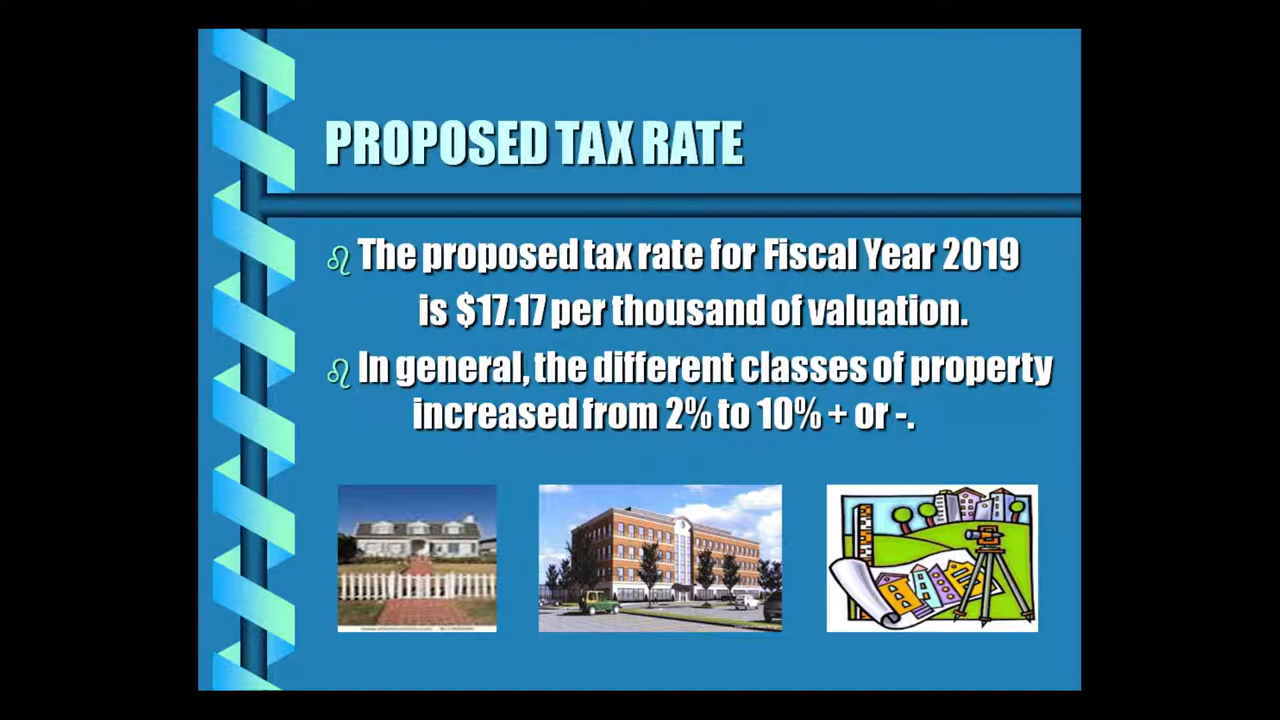 PROPOSED TAX RATE
The proposed tax rate for Fiscal Year 2019
is $17.17 per thousand of valuation.
In general, the different classes of property
increased from 2% to 10% + or -.